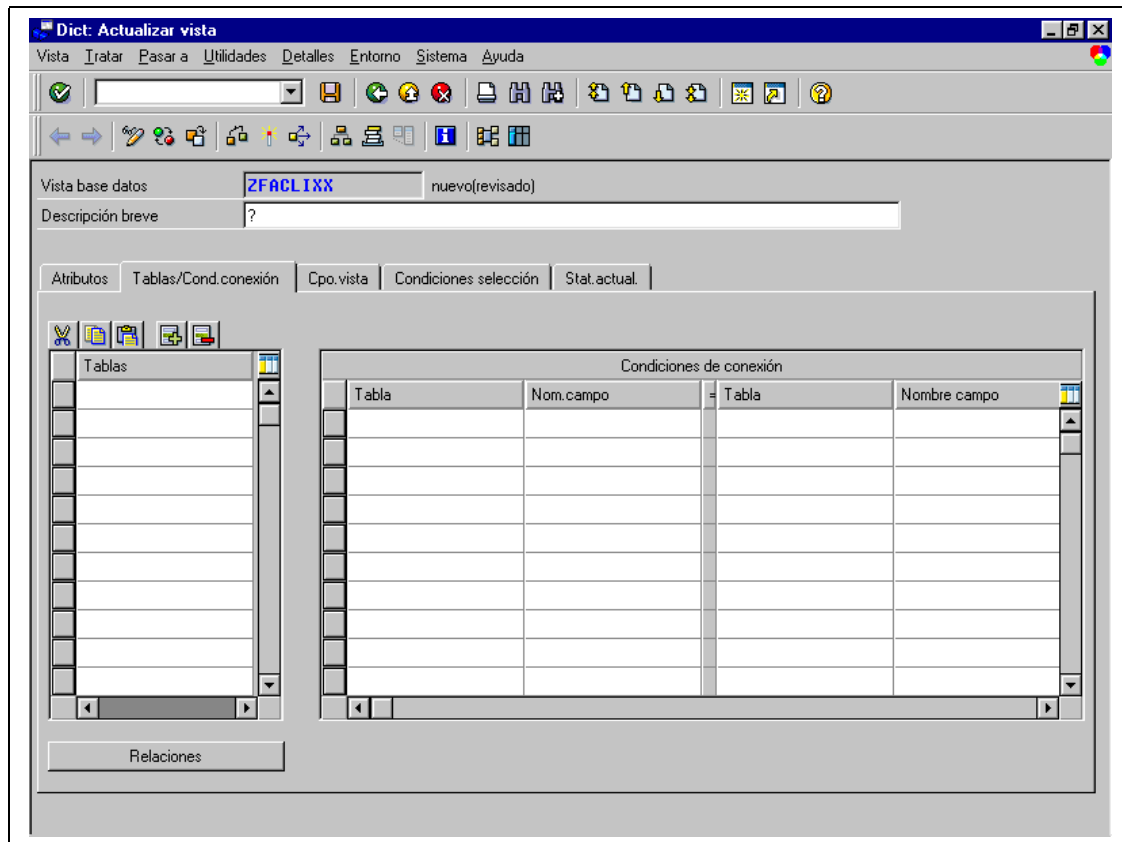 Dict: Actualizar vista
Vista Tratar Pasar a Utilidades Detalles Entorno Sistema Ayuda
Vista base datos ZFACLIXX nuevo(revisado)
Descripción breve ?
Atributos Tablas/Cond.conexión Cpo.vista Condiciones selección Stat.actual.
Tablas
Condiciones de conexión
Tabla Nom.campo = Tabla Nombre campo
Relaciones